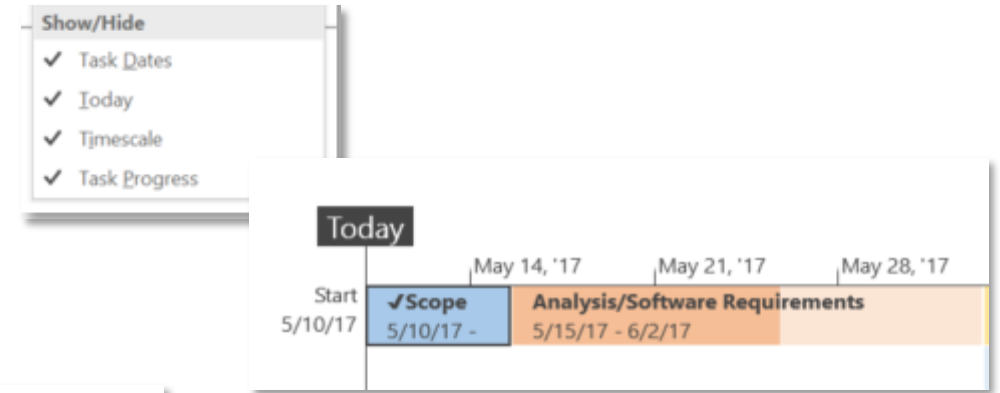 Show/Hide
✓ Task Dates
✓ Today
✓ Timescale
✓ Task Progress
Today
May 14, '17 May 21, '17 May 28, '17
Start ✓Scope Analysis/Software Requirements
5/10/17 5/10/17 - 5/15/17 - 6/2/17